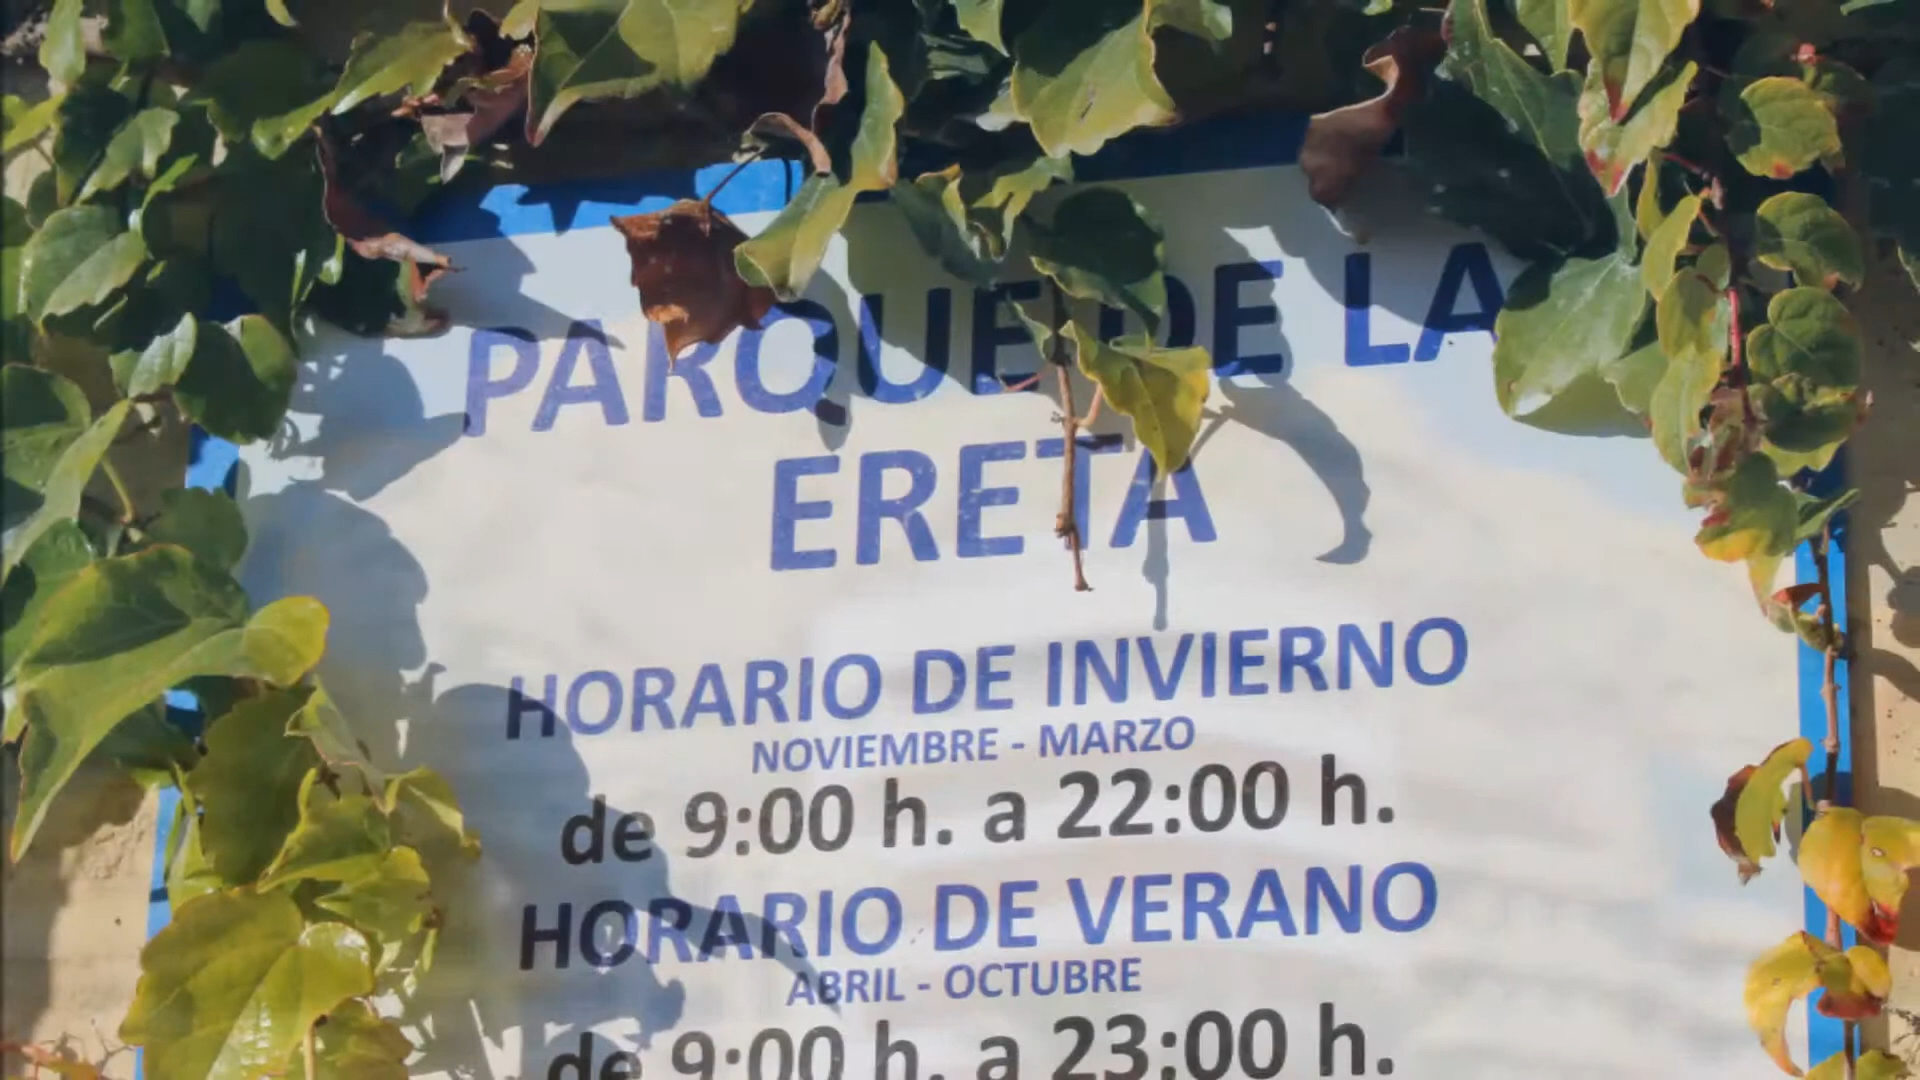 PARQUE DE LA
ERETA
HORARIO DE INVIERNO
NOVIEMBRE - MARZO
de 9:00 h. a 22:00 h.
HORARIO DE VERANO
ABRIL - OCTUBRE
de 9:00 h. a 23:00 h.